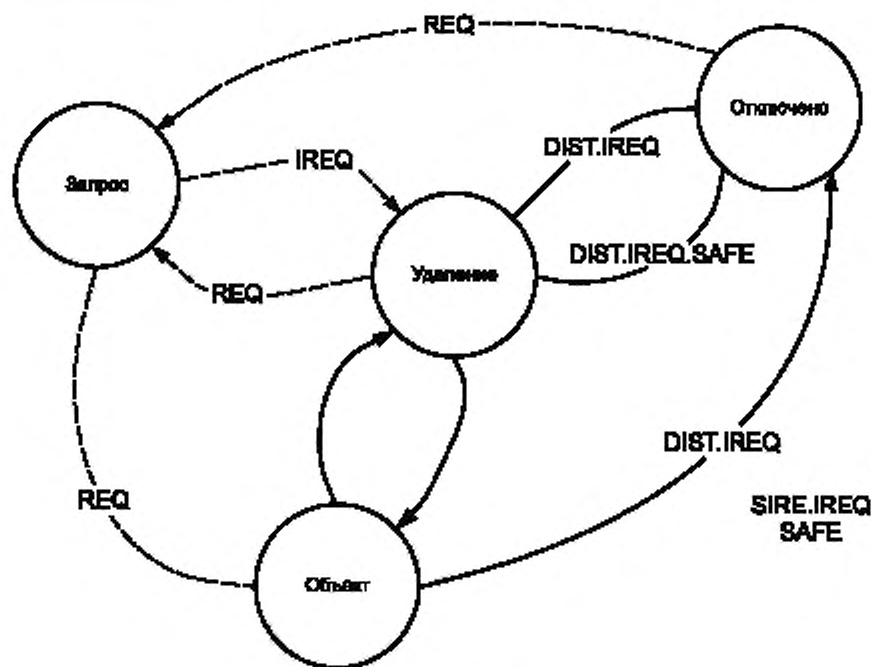 REQ
Отключено
DIST.IREQ
Запрос
IREQ
DIST.IREQ.SAFE
Удаление
REQ
DIST.IREQ
REQ
SIRE.IREQ
SAFE
Объект